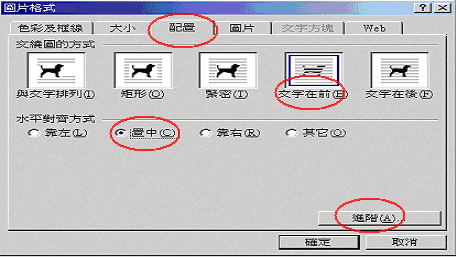 圖片格式
色彩及框線 大小 配置 圖片 文字方塊 Web
文繞圖的方式
與文字排列(I) 矩形(Q) 緊密(T) 文字在前(E) 文字在後(F)
水平對齊方式
靠左(L) 置中(C) 靠右(R) 其它(O)
進階(A)...
確定 取消